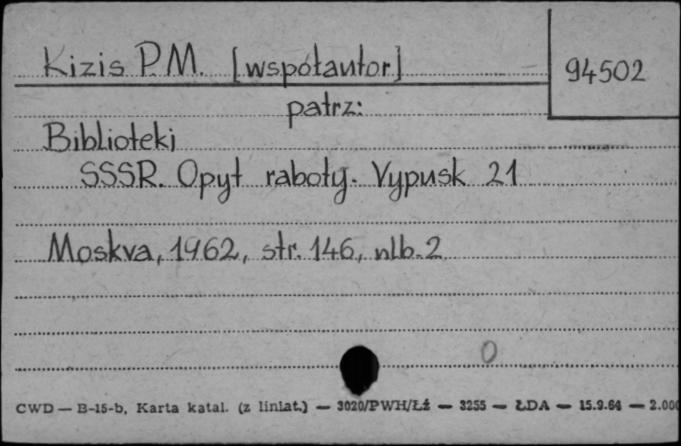 Kizis P.M. [współautor]
94502
patrz:
Biblioteki
SSSR. Opyt raboty. Vypusk 21
Moskva, 1962, str. 146, nlb. 2
0
CWD — B-15-b, Karta katal. (z liniat.) — 3020/PWH/Łź — 3255 — ŁDA — 15.9.64 — 2.000